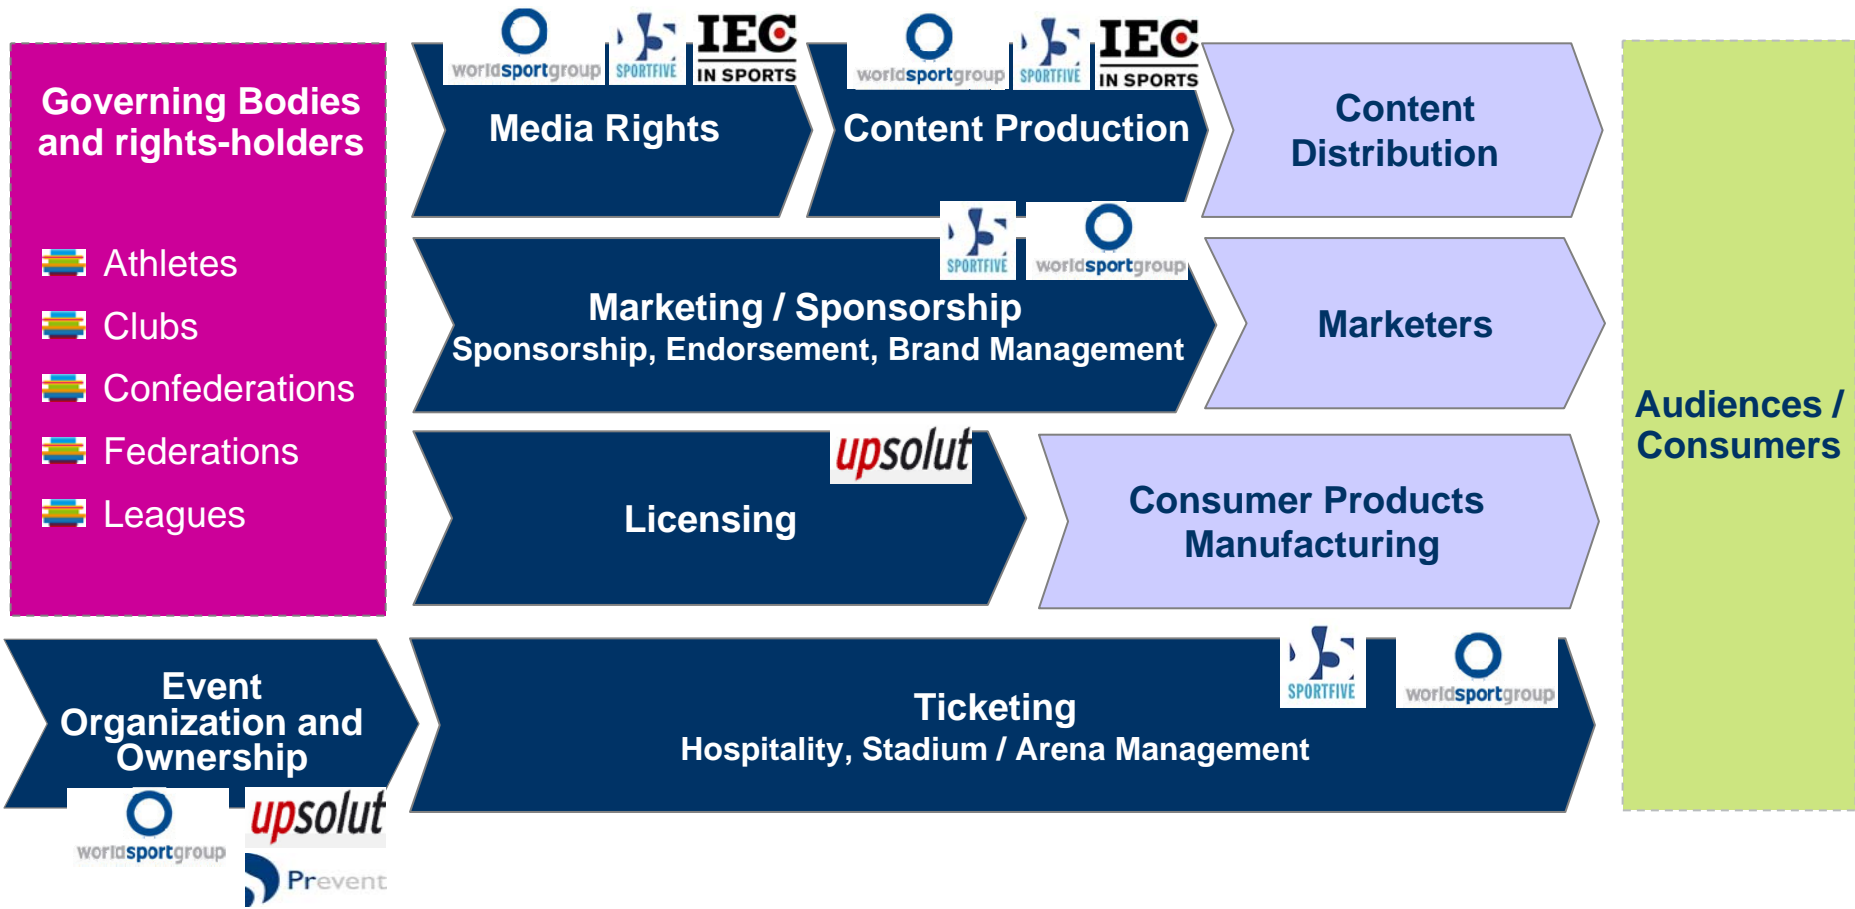 Governing Bodies
and rights-holders
Athletes
Clubs
Confederations
Federations
Leagues
worldsportgroup
SPORTFIVE
IEC
IN SPORTS
Media Rights
worldsportgroup
SPORTFIVE
IEC
IN SPORTS
Content Production
Content
Distribution
SPORTFIVE
worldsportgroup
Marketing / Sponsorship
Sponsorship, Endorsement, Brand Management
Marketers
upsolut
Licensing
Consumer Products
Manufacturing
Audiences /
Consumers
Event
Organization and
Ownership
worldsportgroup
upsolut
Prevent
SPORTFIVE
worldsportgroup
Ticketing
Hospitality, Stadium / Arena Management